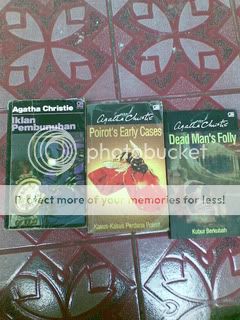 Agatha Christie
Iklan
Pembunuhan
Agatha Christie
Poirot's Early Cases
Kasus-Kasus Perdana Poirot
Agatha Christie
Dead Man's Folly
Kubur Berkubah
photobucket
Protect more of your memories for less!